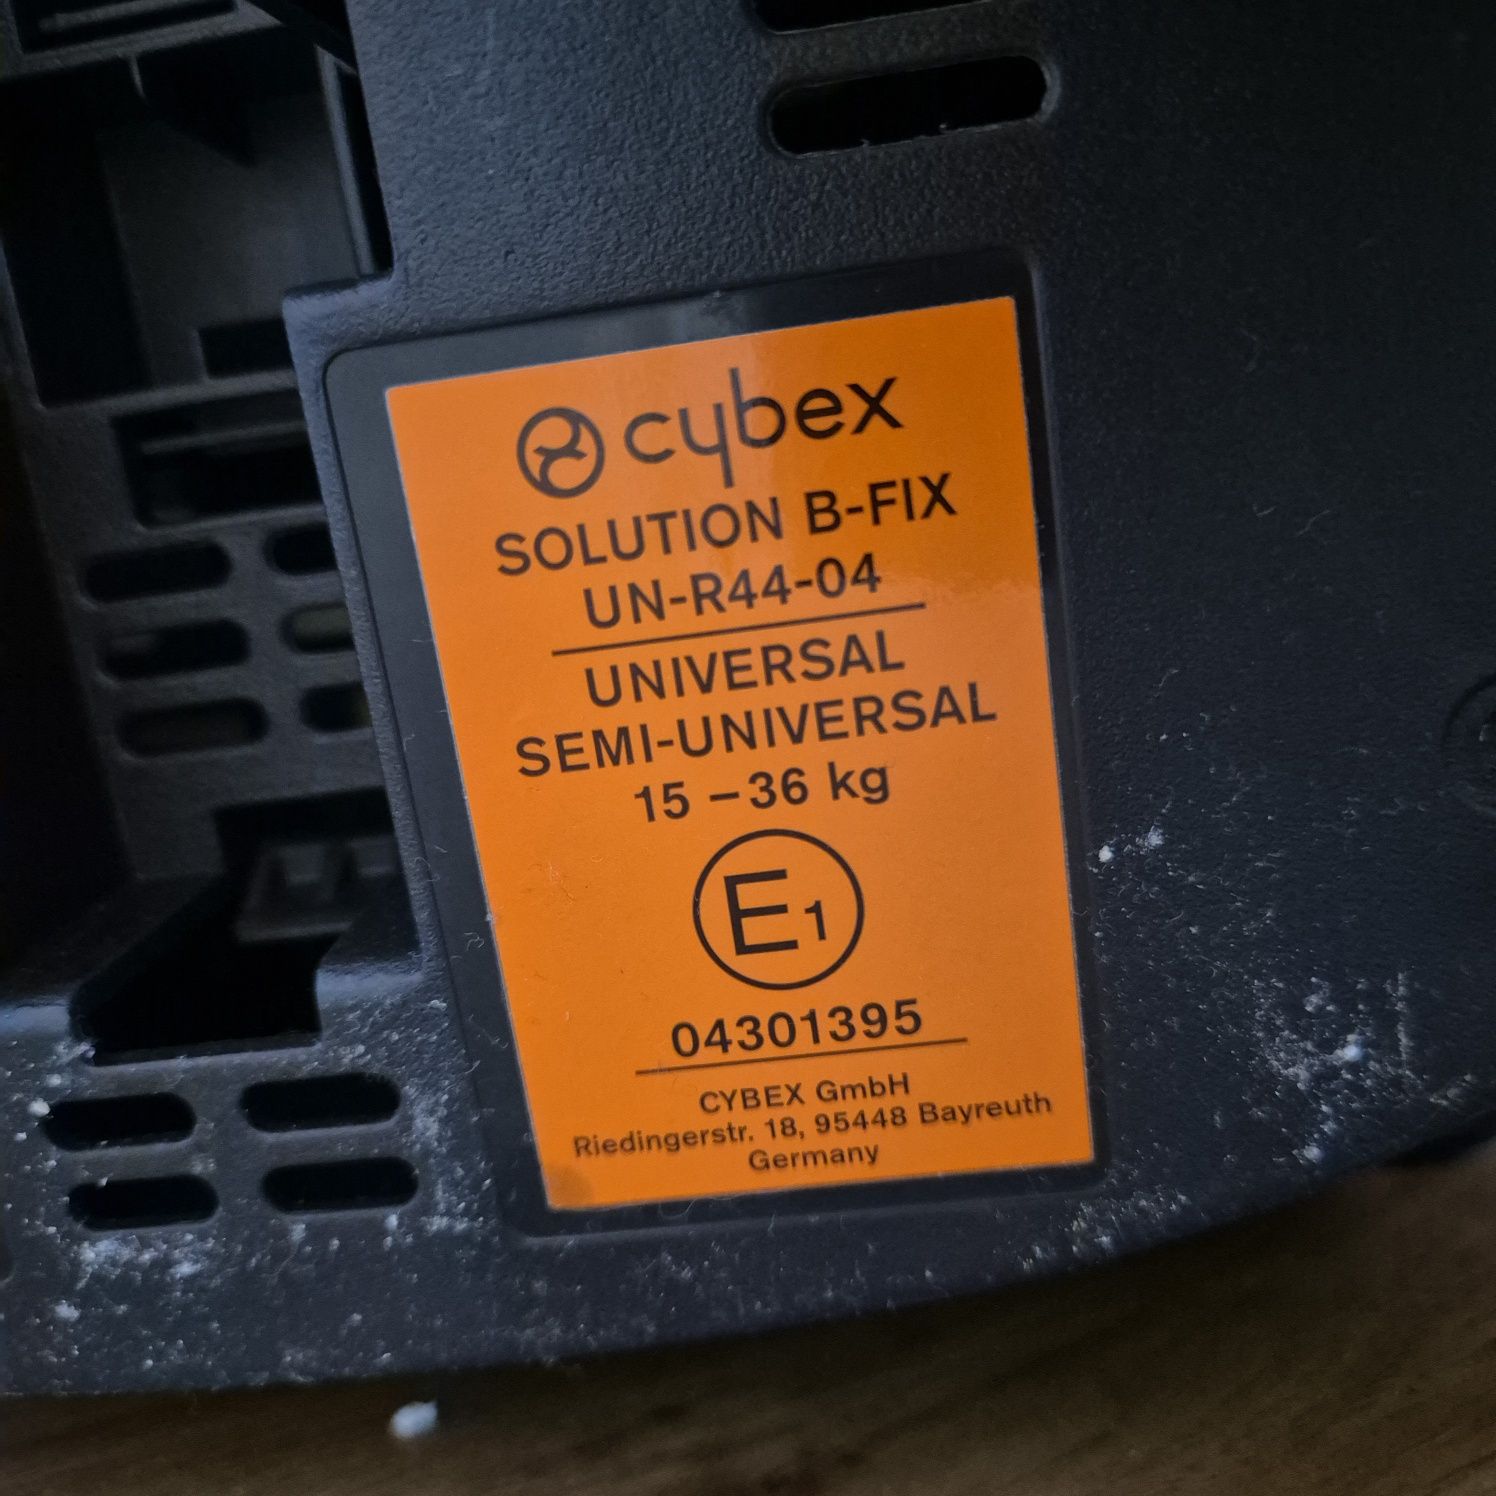 cybex
SOLUTION B-FIX
UN-R44-04
UNIVERSAL
SEMI-UNIVERSAL
15 – 36 kg
E1
04301395
CYBEX GmbH
Riedingerstr. 18, 95448 Bayreuth
Germany